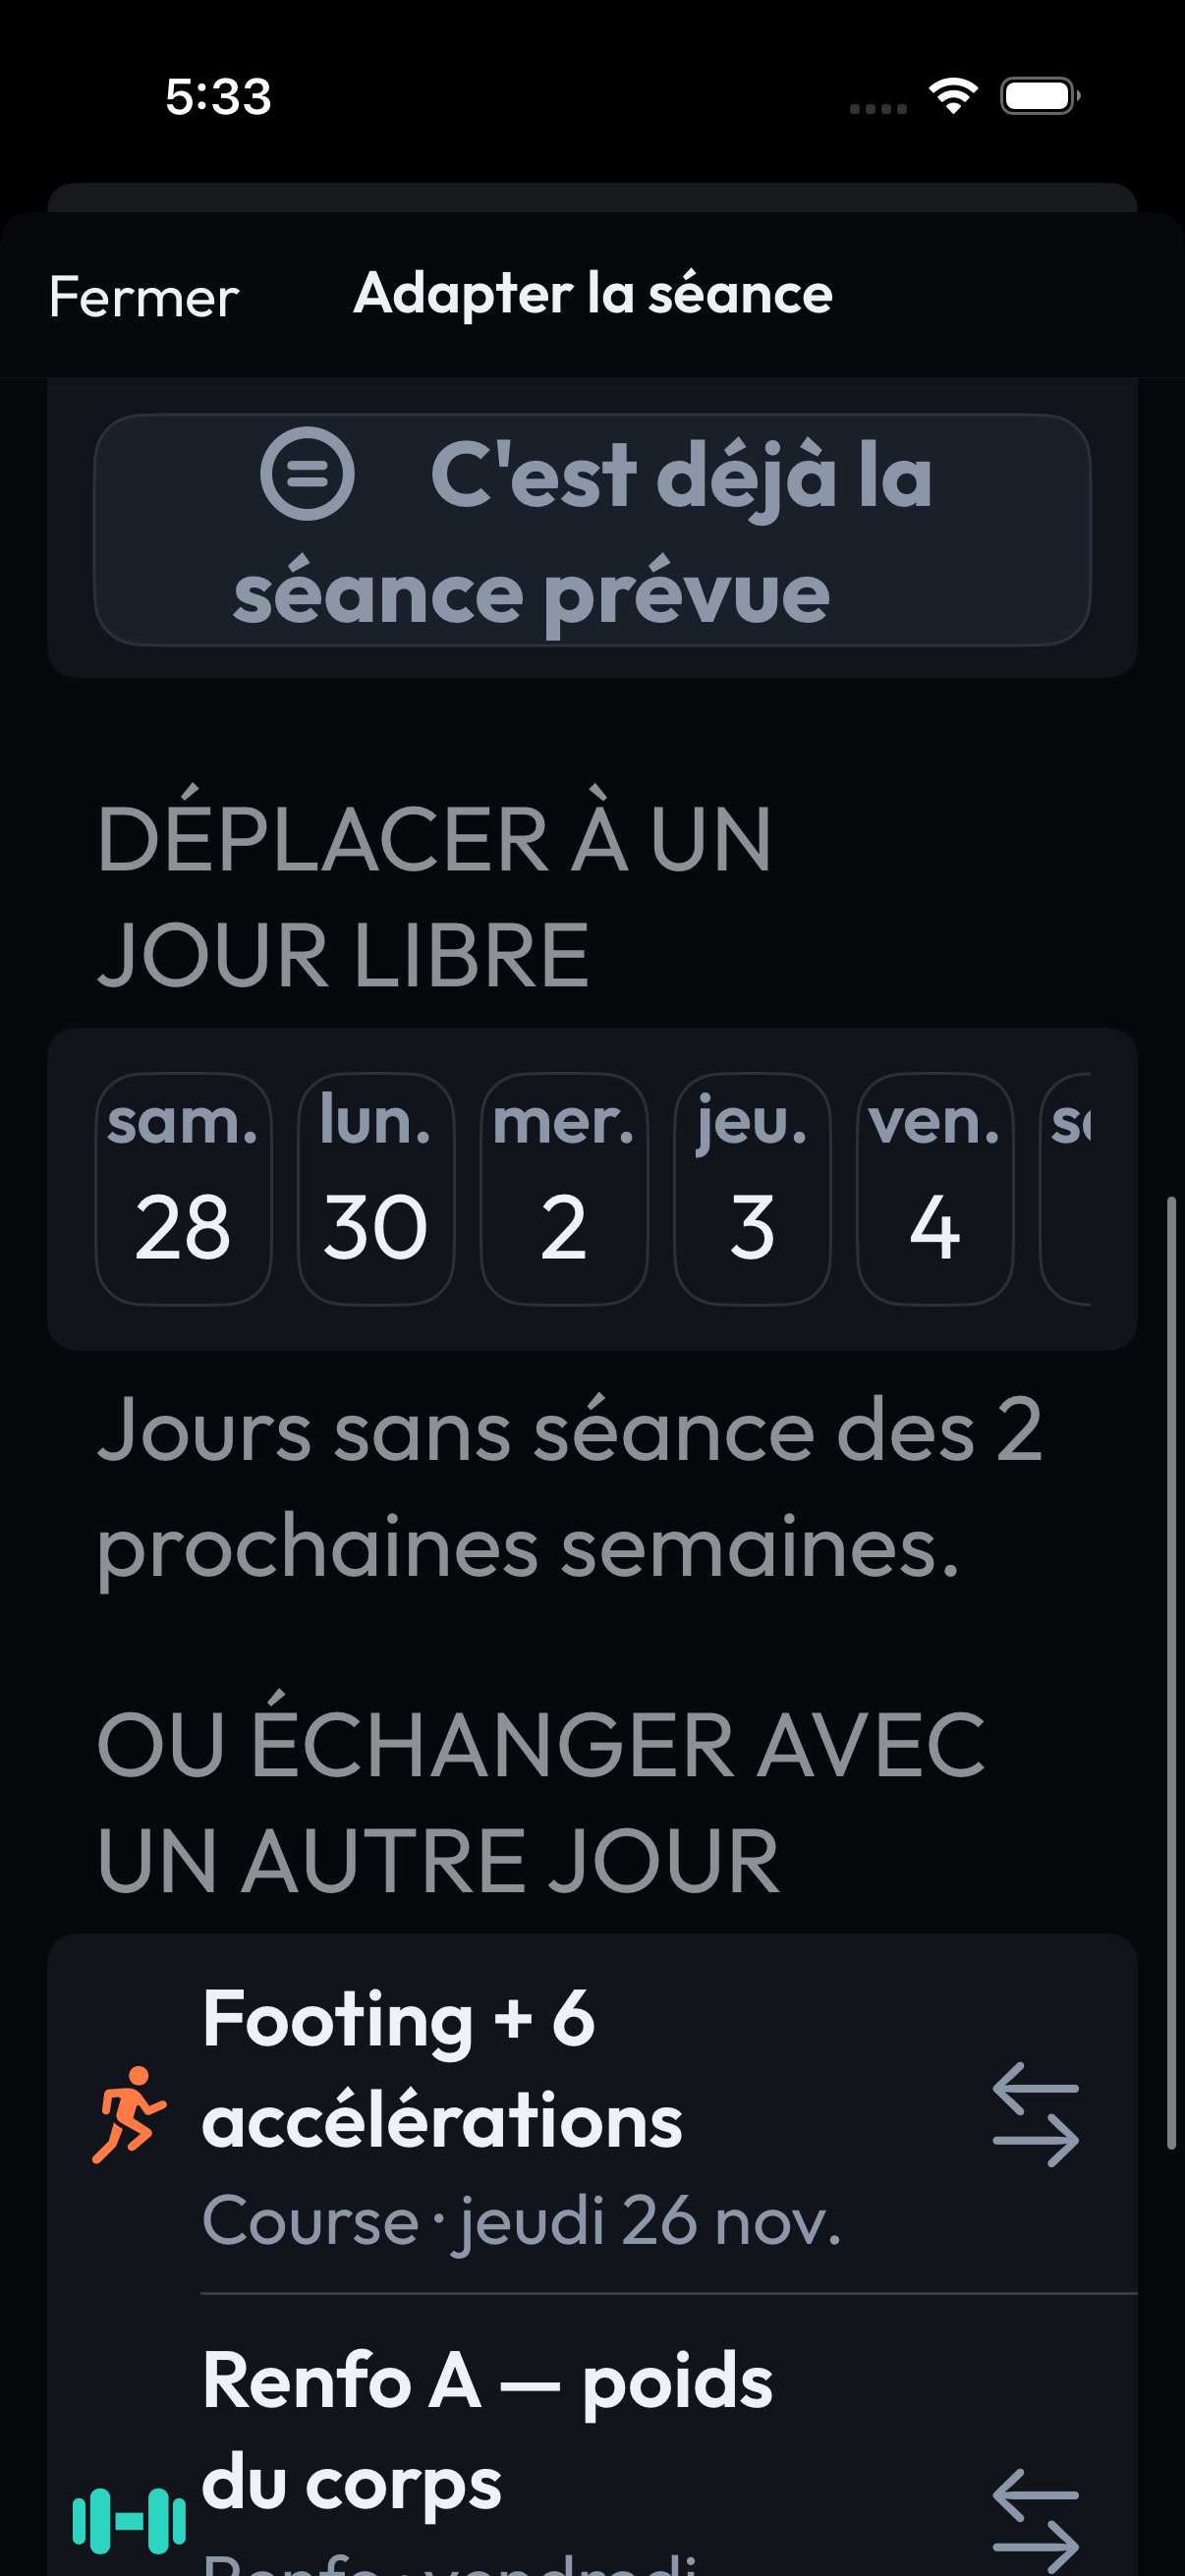 5:33
Fermer
Adapter la séance
C'est déjà la
séance prévue
DÉPLACER À UN
JOUR LIBRE
sam.
28
lun.
30
mer.
2
jeu.
3
ven.
4
Jours sans séance des 2
prochaines semaines.
OU ÉCHANGER AVEC
UN AUTRE JOUR
Footing + 6
accélérations
Course · jeudi 26 nov.
Renfo A — poids
du corps
Renfo · vendredi